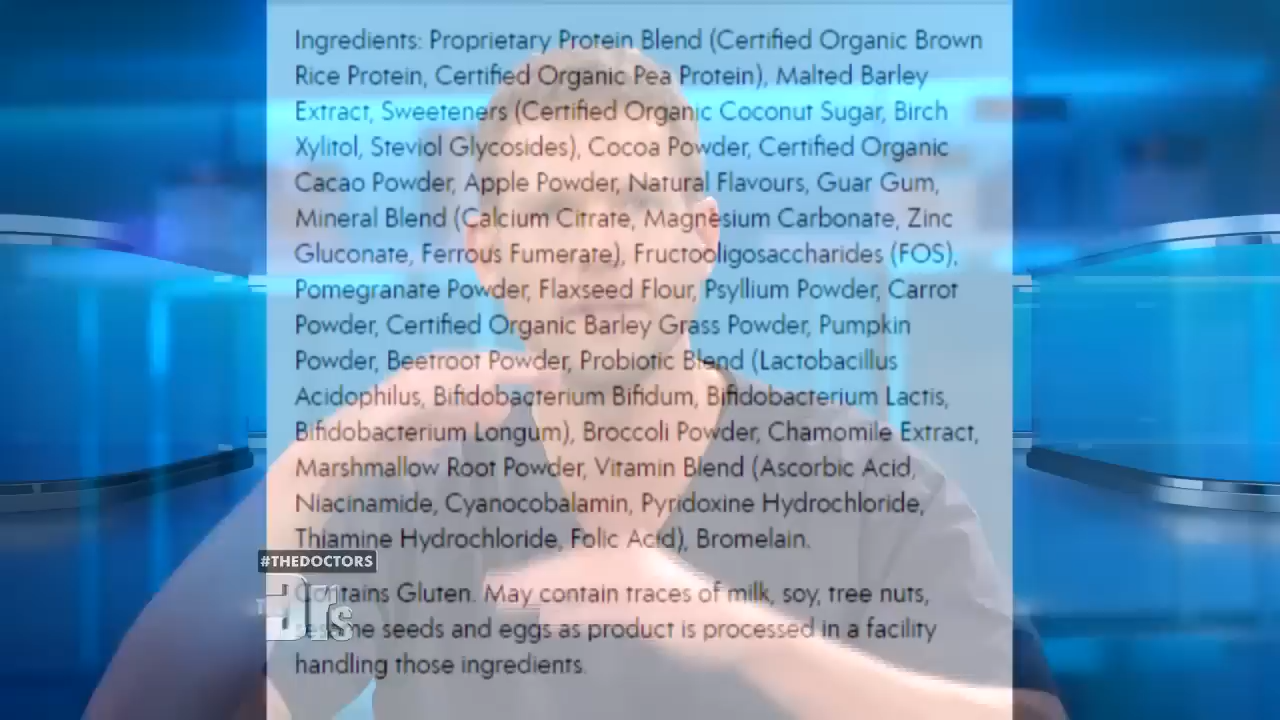 Ingredients: Proprietary Protein Blend (Certified Organic Brown
Rice Protein, Certified Organic Pea Protein), Malted Barley
Extract, Sweeteners (Certified Organic Coconut Sugar, Birch
Xylitol, Steviol Glycosides), Cocoa Powder, Certified Organic
Cacao Powder, Apple Powder, Natural Flavours, Guar Gum,
Mineral Blend (Calcium Citrate, Magnesium Carbonate, Zinc
Gluconate, Ferrous Fumerate), Fructooligosaccharides (FOS),
Pomegranate Powder, Flaxseed Flour, Psyllium Powder, Carrot
Powder, Certified Organic Barley Grass Powder, Pumpkin
Powder, Beetroot Powder, Probiotic Blend (Lactobacillus
Acidophilus, Bifidobacterium Bifidum, Bifidobacterium Lactis,
Bifidobacterium Longum), Broccoli Powder, Chamomile Extract,
Marshmallow Root Powder, Vitamin Blend (Ascorbic Acid,
Niacinamide, Cyanocobalamin, Pyridoxine Hydrochloride,
Thiamine Hydrochloride, Folic Acid), Bromelain.
#THEDOCTORS
Drs
Contains Gluten. May contain traces of milk, soy, tree nuts,
sesame seeds and eggs as product is processed in a facility
handling those ingredients.